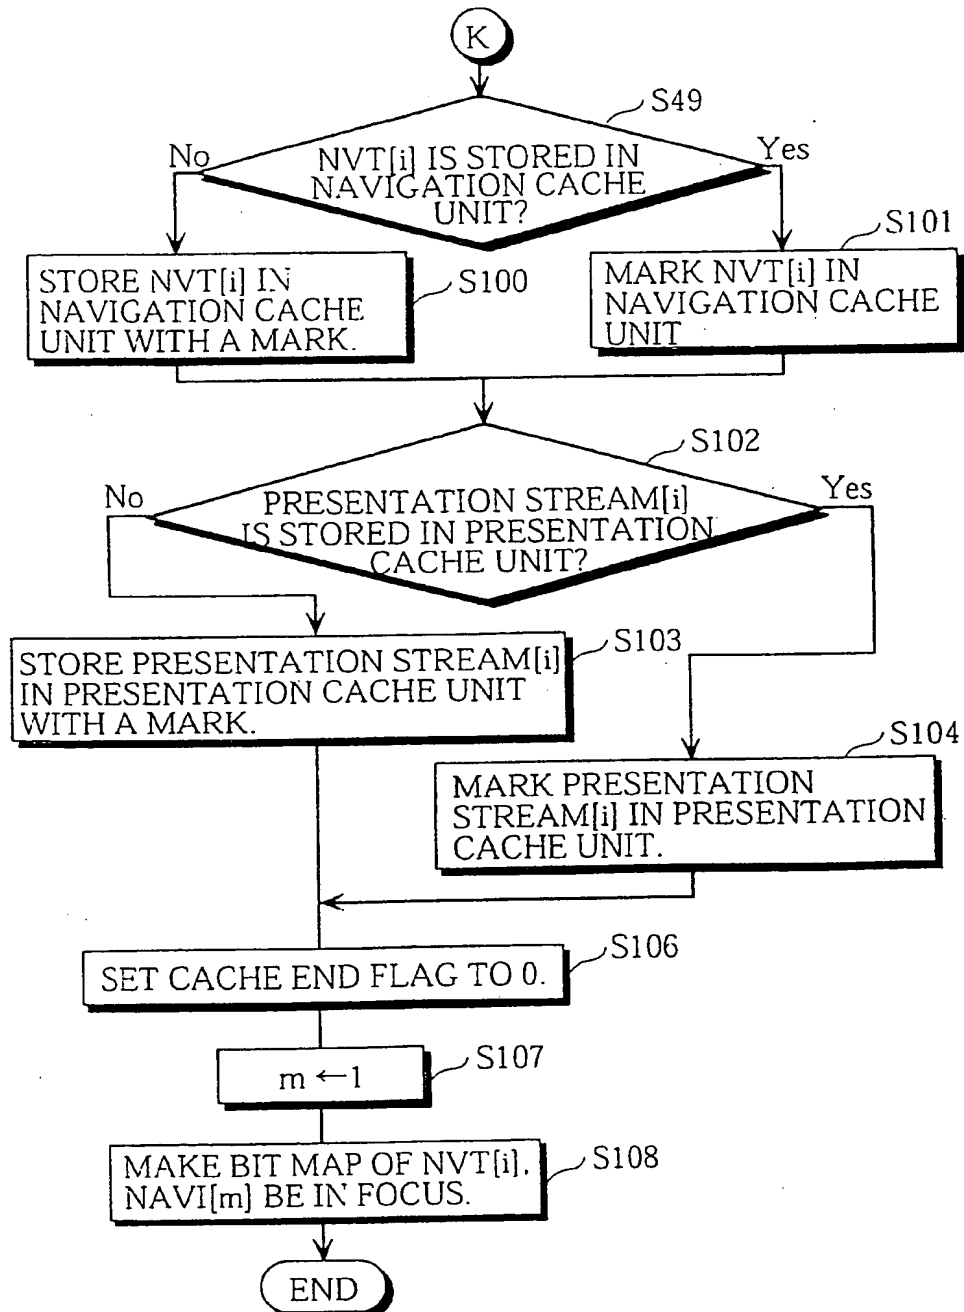 K
S49
No
Yes
NVT[i] IS STORED IN
NAVIGATION CACHE
UNIT?
S101
STORE NVT[i] IN
NAVIGATION CACHE
UNIT WITH A MARK.
S100
MARK NVT[i] IN
NAVIGATION CACHE
UNIT
S102
No
Yes
PRESENTATION STREAM[i]
IS STORED IN PRESENTATION
CACHE UNIT?
S103
STORE PRESENTATION STREAM[i]
IN PRESENTATION CACHE UNIT
WITH A MARK.
S104
MARK PRESENTATION
STREAM[i] IN PRESENTATION
CACHE UNIT.
S106
SET CACHE END FLAG TO 0.
S107
m ←1
S108
MAKE BIT MAP OF NVT[i],
NAVI[m] BE IN FOCUS.
END